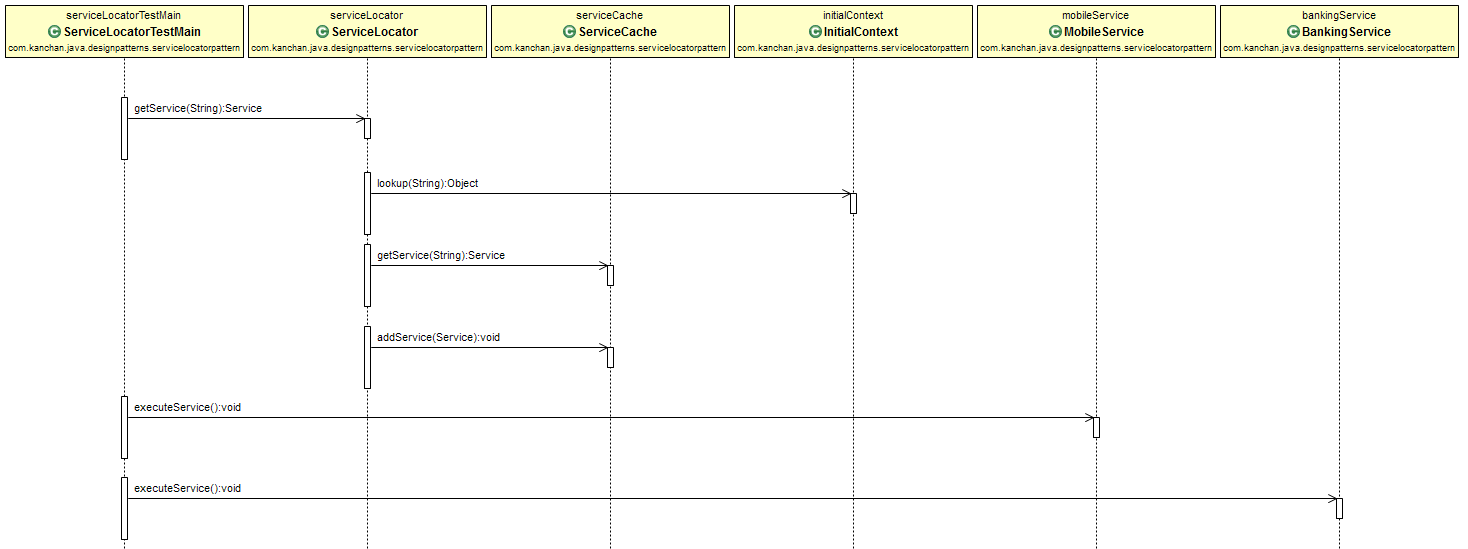 serviceLocatorTestMain
C ServiceLocatorTestMain
com.kanchan.java.designpatterns.servicelocatorpattern
serviceLocator
C ServiceLocator
com.kanchan.java.designpatterns.servicelocatorpattern
serviceCache
C ServiceCache
com.kanchan.java.designpatterns.servicelocatorpattern
initialContext
C InitialContext
com.kanchan.java.designpatterns.servicelocatorpattern
mobileService
C MobileService
com.kanchan.java.designpatterns.servicelocatorpattern
bankingService
C BankingService
com.kanchan.java.designpatterns.servicelocatorpattern
getService(String):Service
lookup(String):Object
getService(String):Service
addService(Service):void
executeService():void
executeService():void